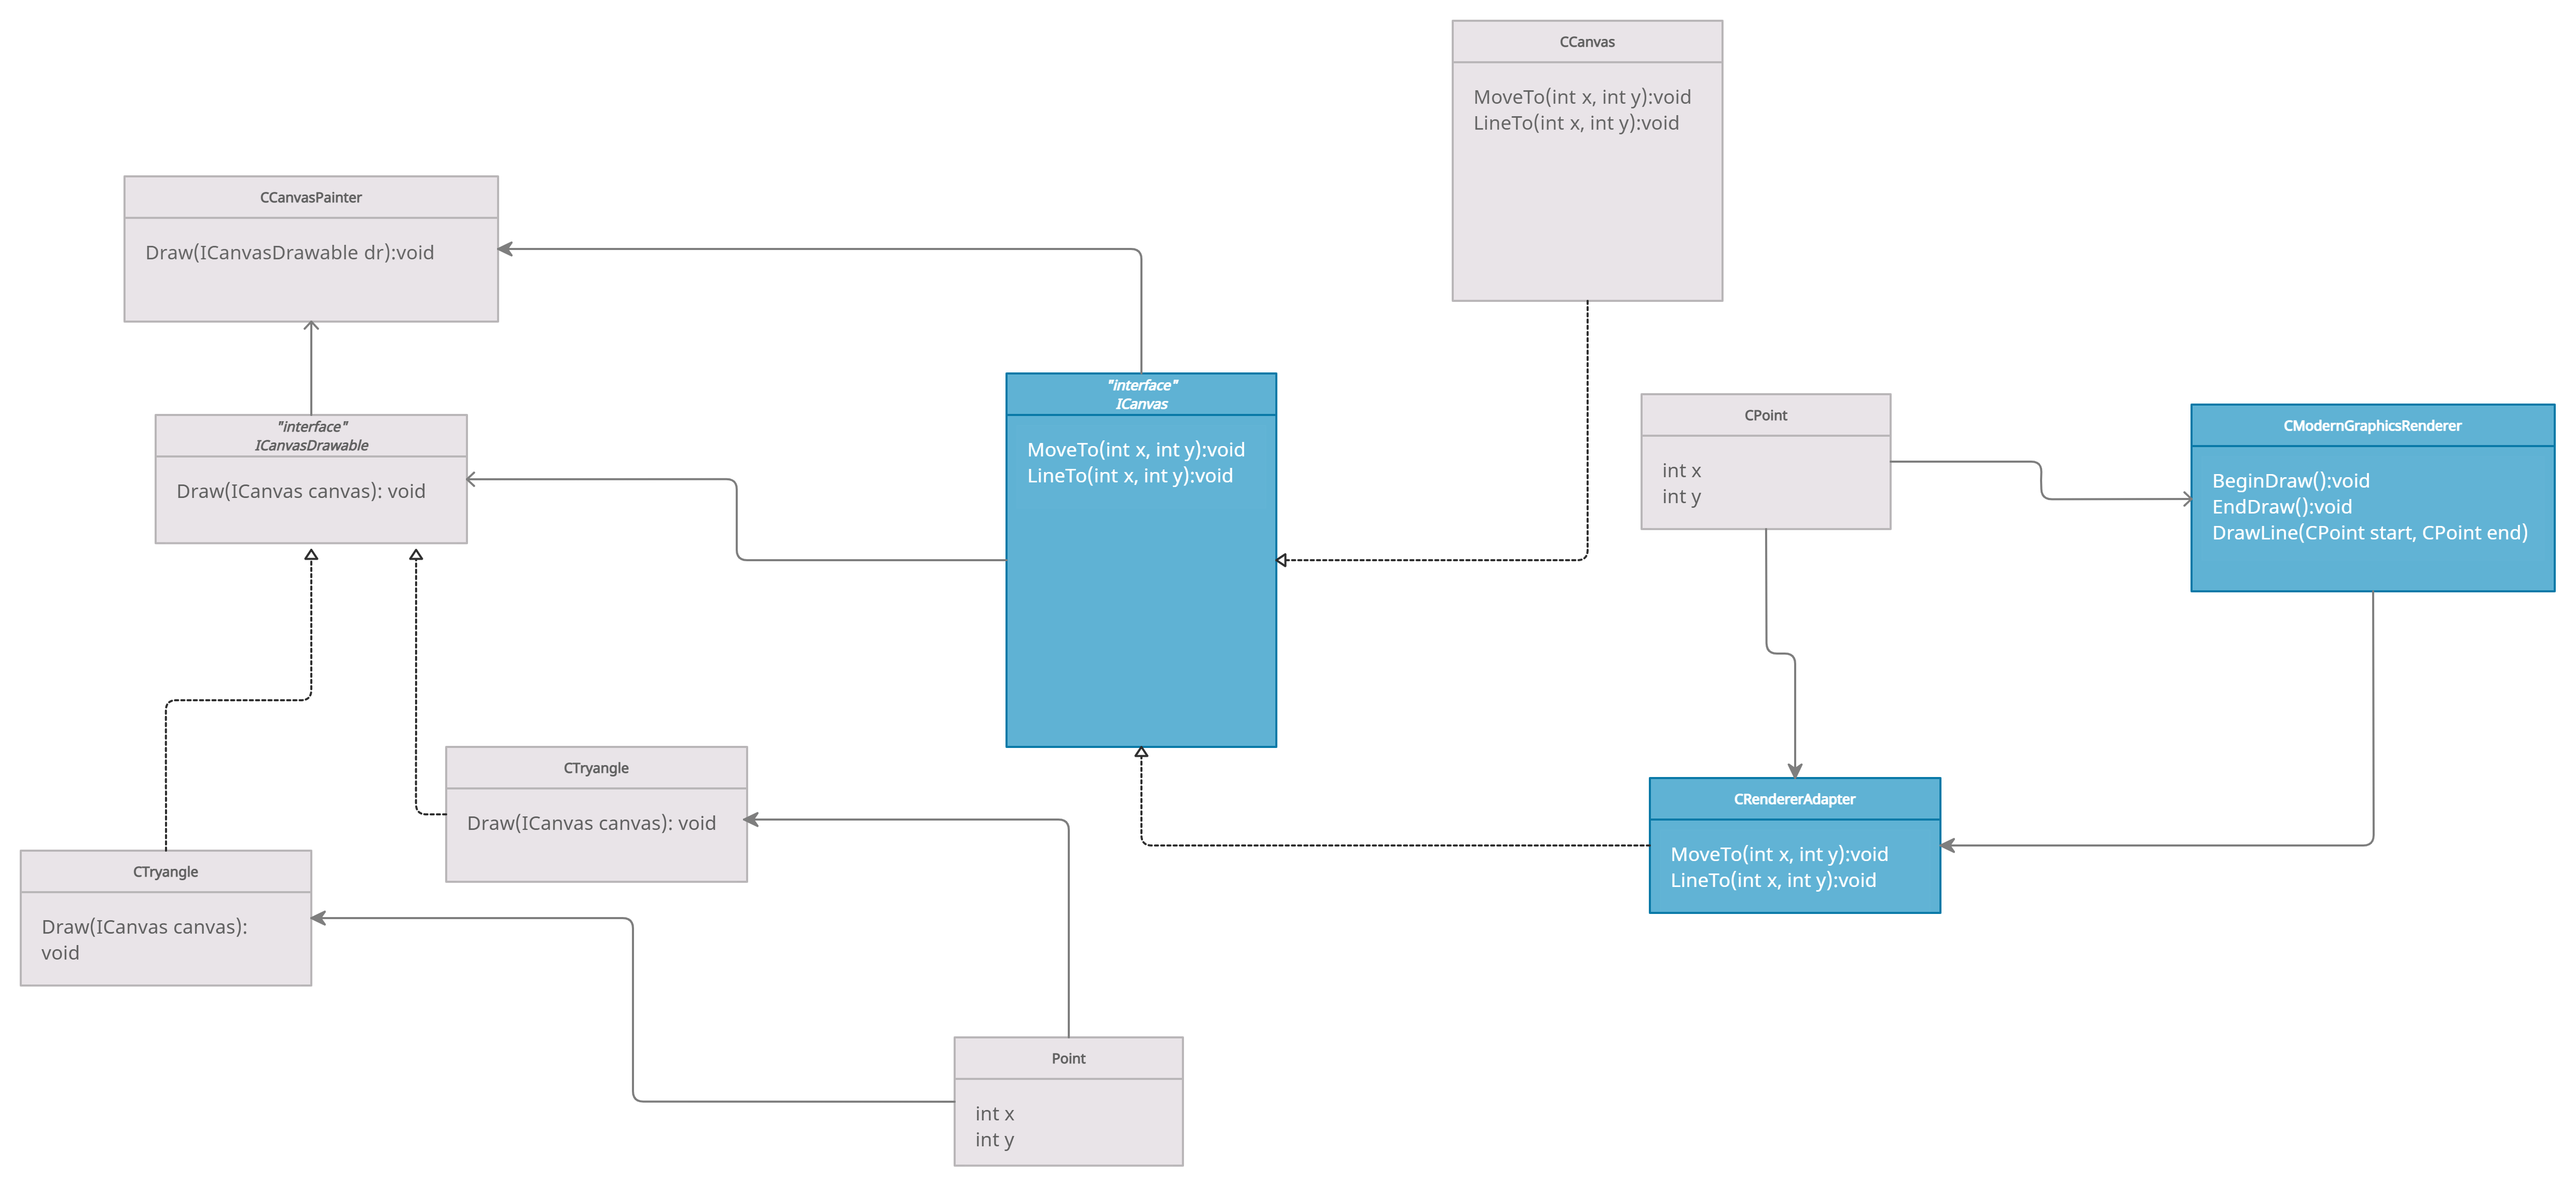 CCanvas
MoveTo(int x, int y):void
LineTo(int x, int y):void
CCanvasPainter
Draw(ICanvasDrawable dr):void
"interface"
ICanvas
MoveTo(int x, int y):void
LineTo(int x, int y):void
CPoint
int x
int y
CModernGraphicsRenderer
BeginDraw():void
EndDraw():void
DrawLine(CPoint start, CPoint end)
"interface"
ICanvasDrawable
Draw(ICanvas canvas): void
CTryangle
Draw(ICanvas canvas): void
CRendererAdapter
MoveTo(int x, int y):void
LineTo(int x, int y):void
CTryangle
Draw(ICanvas canvas):
void
Point
int x
int y